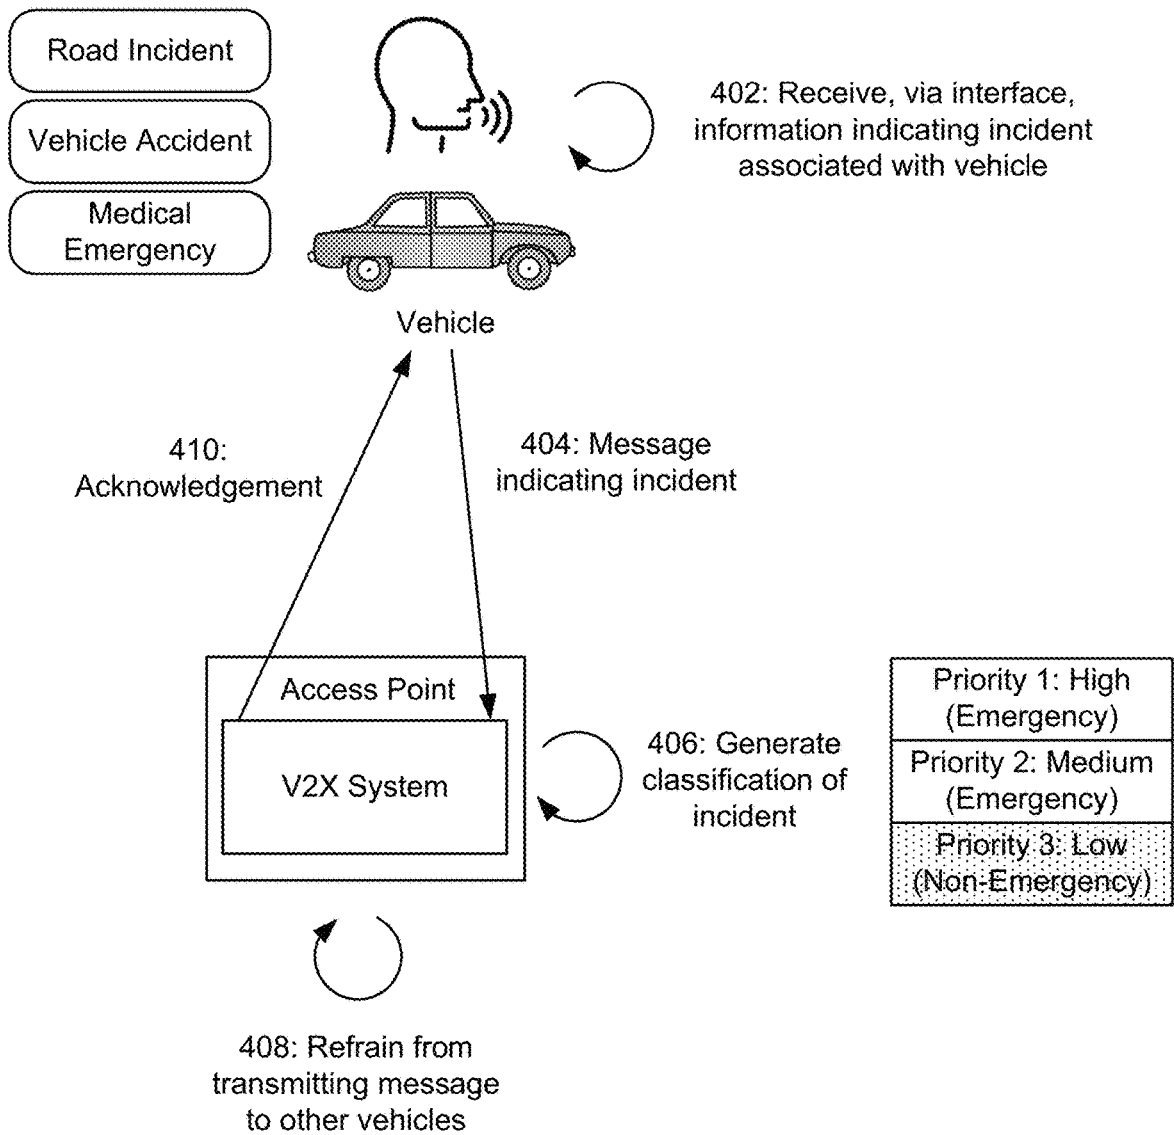 Road Incident
Vehicle Accident
Medical
Emergency
402: Receive, via interface,
information indicating incident
associated with vehicle
Vehicle
410:
Acknowledgement
404: Message
indicating incident
Access Point
V2X System
406: Generate
classification of
incident
Priority 1: High
(Emergency)
Priority 2: Medium
(Emergency)
Priority 3: Low
(Non-Emergency)
408: Refrain from
transmitting message
to other vehicles